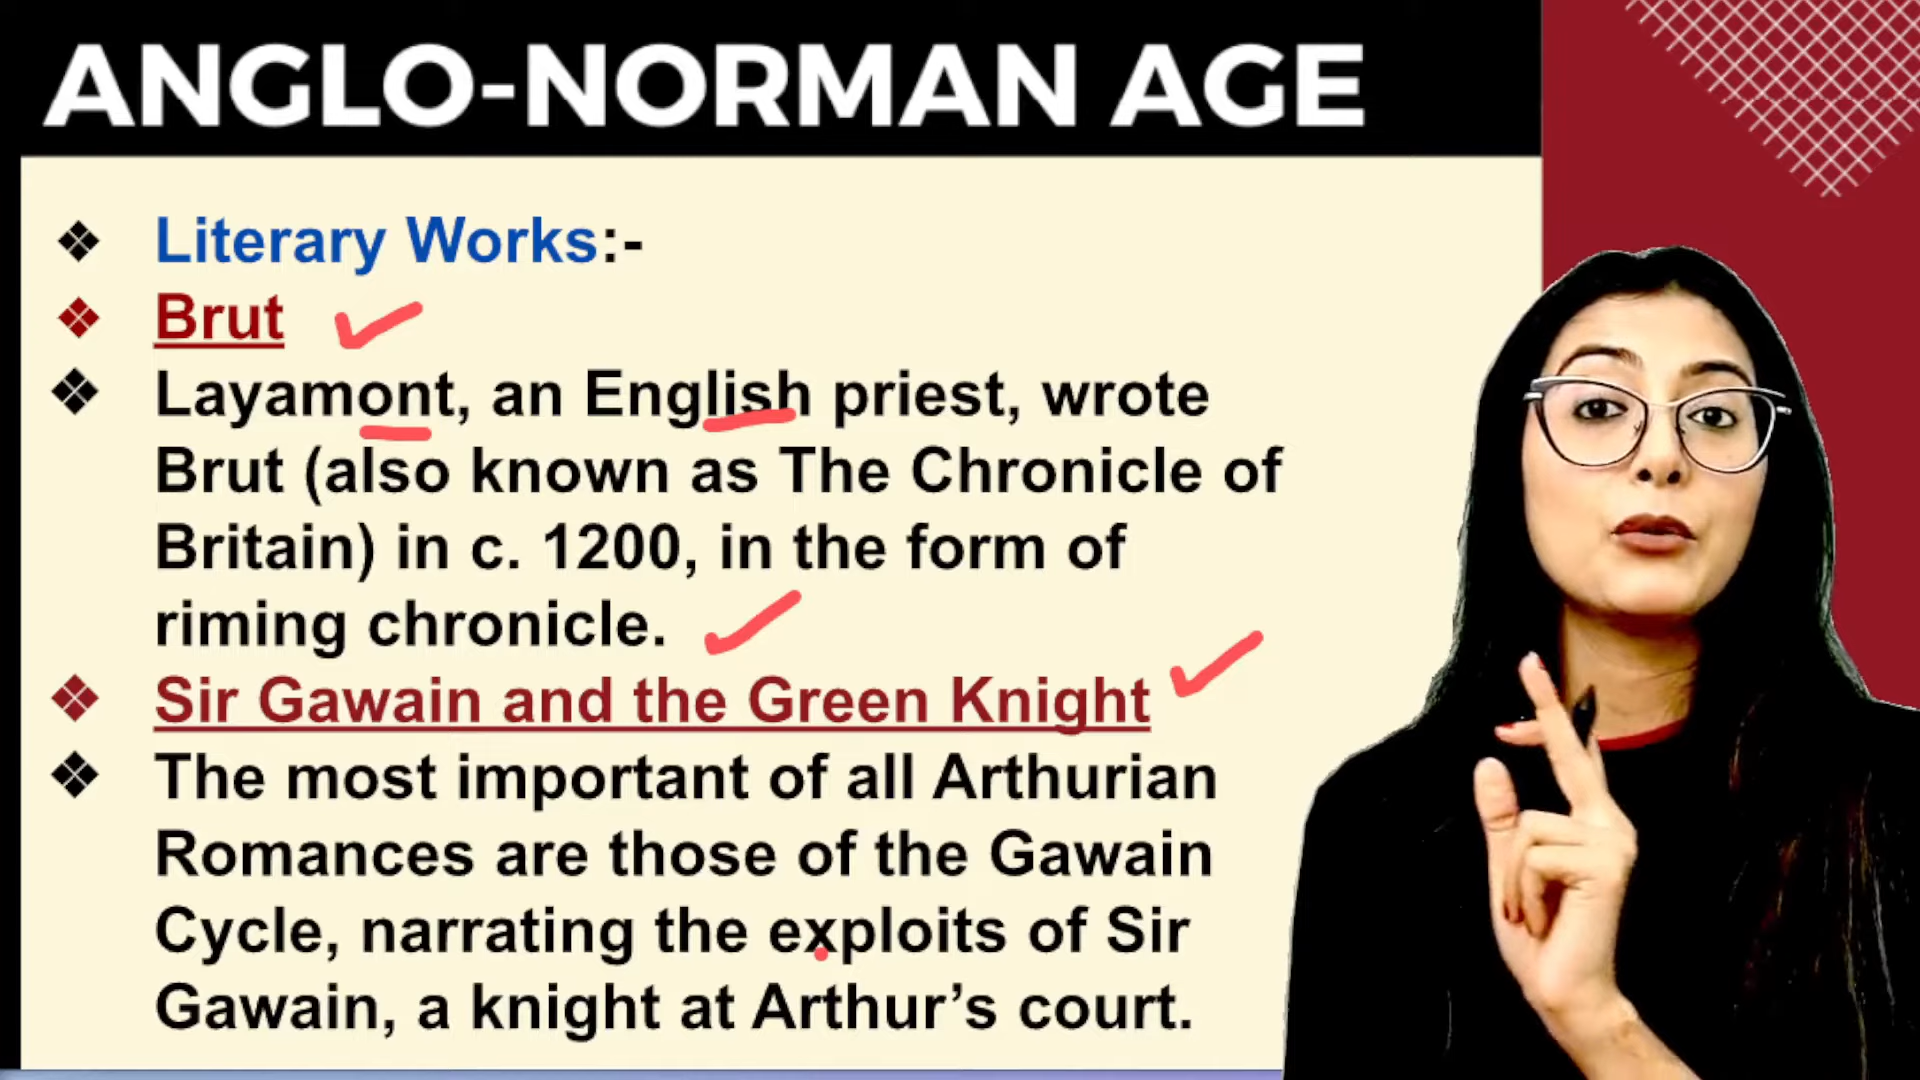 ANGLO-NORMAN AGE
❖ Literary Works:-
❖ Brut
❖ Layamont, an English priest, wrote
Brut (also known as The Chronicle of
Britain) in c. 1200, in the form of
riming chronicle.
❖ Sir Gawain and the Green Knight
❖ The most important of all Arthurian
Romances are those of the Gawain
Cycle, narrating the exploits of Sir
Gawain, a knight at Arthur’s court.